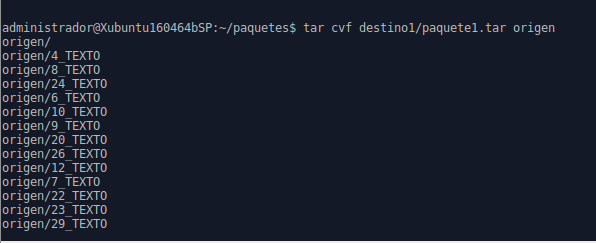 administrador@Xubuntu160464bSP:~/paquetes$ tar cvf destino1/paquete1.tar origen
origen/
origen/4_TEXTO
origen/8_TEXTO
origen/24_TEXTO
origen/6_TEXTO
origen/10_TEXTO
origen/9_TEXTO
origen/20_TEXTO
origen/26_TEXTO
origen/12_TEXTO
origen/7_TEXTO
origen/22_TEXTO
origen/23_TEXTO
origen/29_TEXTO